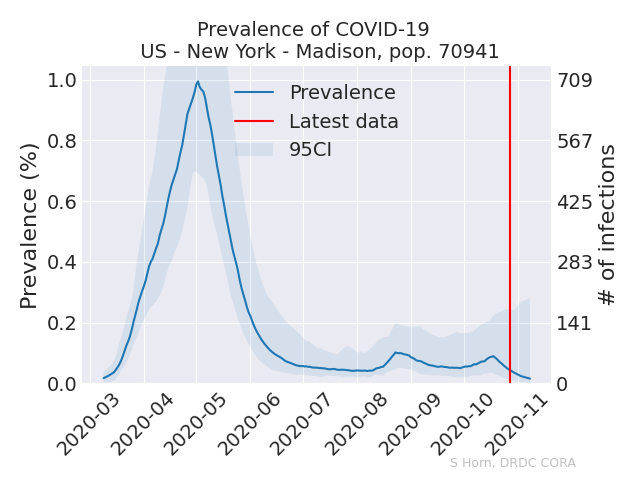 Prevalence of COVID-19
US - New York - Madison, pop. 70941
Prevalence
Latest data
95CI
Prevalence (%)
1.0
0.8
0.6
0.4
0.2
0.0
709
567
425
283
141
0
# of infections
2020-03
2020-04
2020-05
2020-06
2020-07
2020-08
2020-09
2020-10
2020-11
S Horn, DRDC CORA